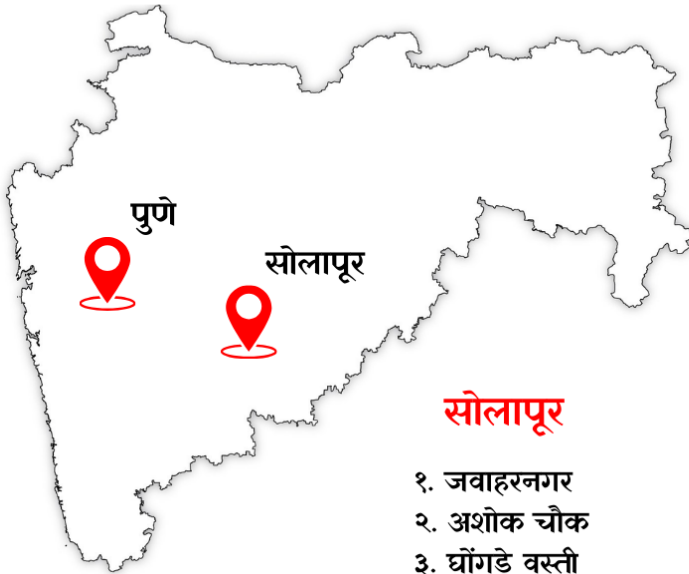 पुणे
सोलापूर
सोलापूर
१. जवाहरनगर
२. अशोक चौक
३. घोंगडे वस्ती